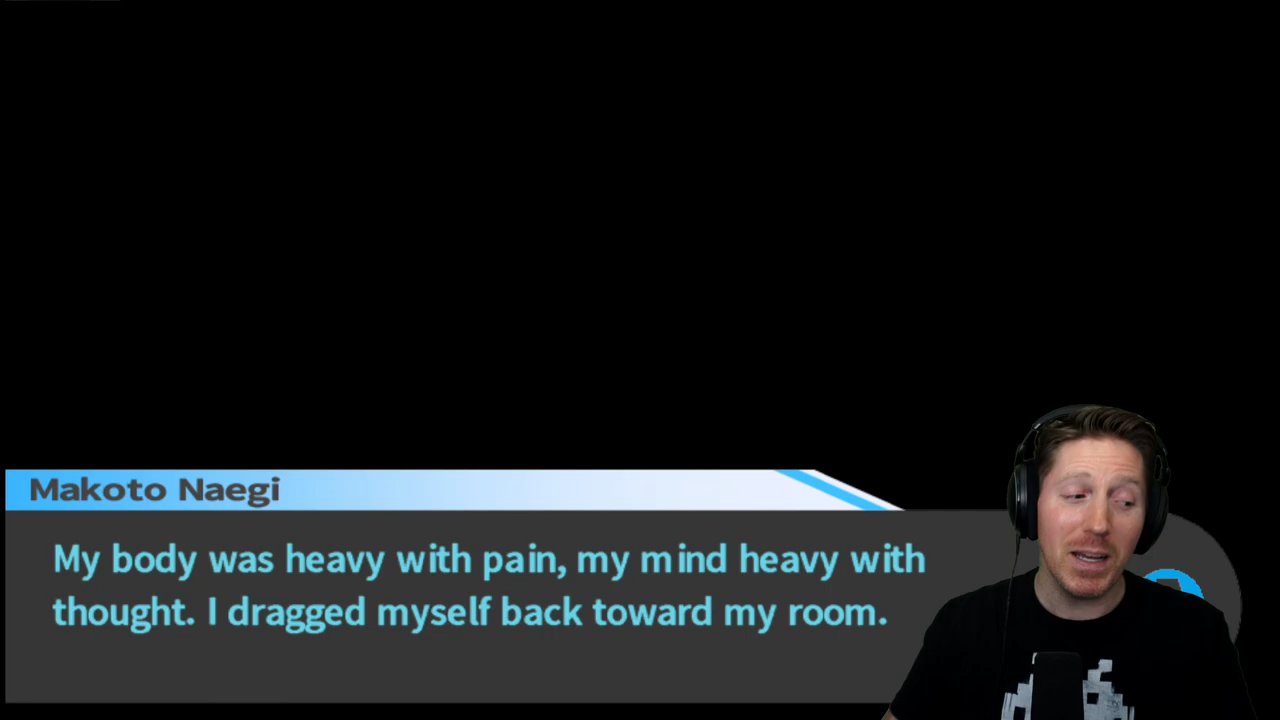 Makoto Naegi
My body was heavy with pain, my mind heavy with
thought. I dragged myself back toward my room.